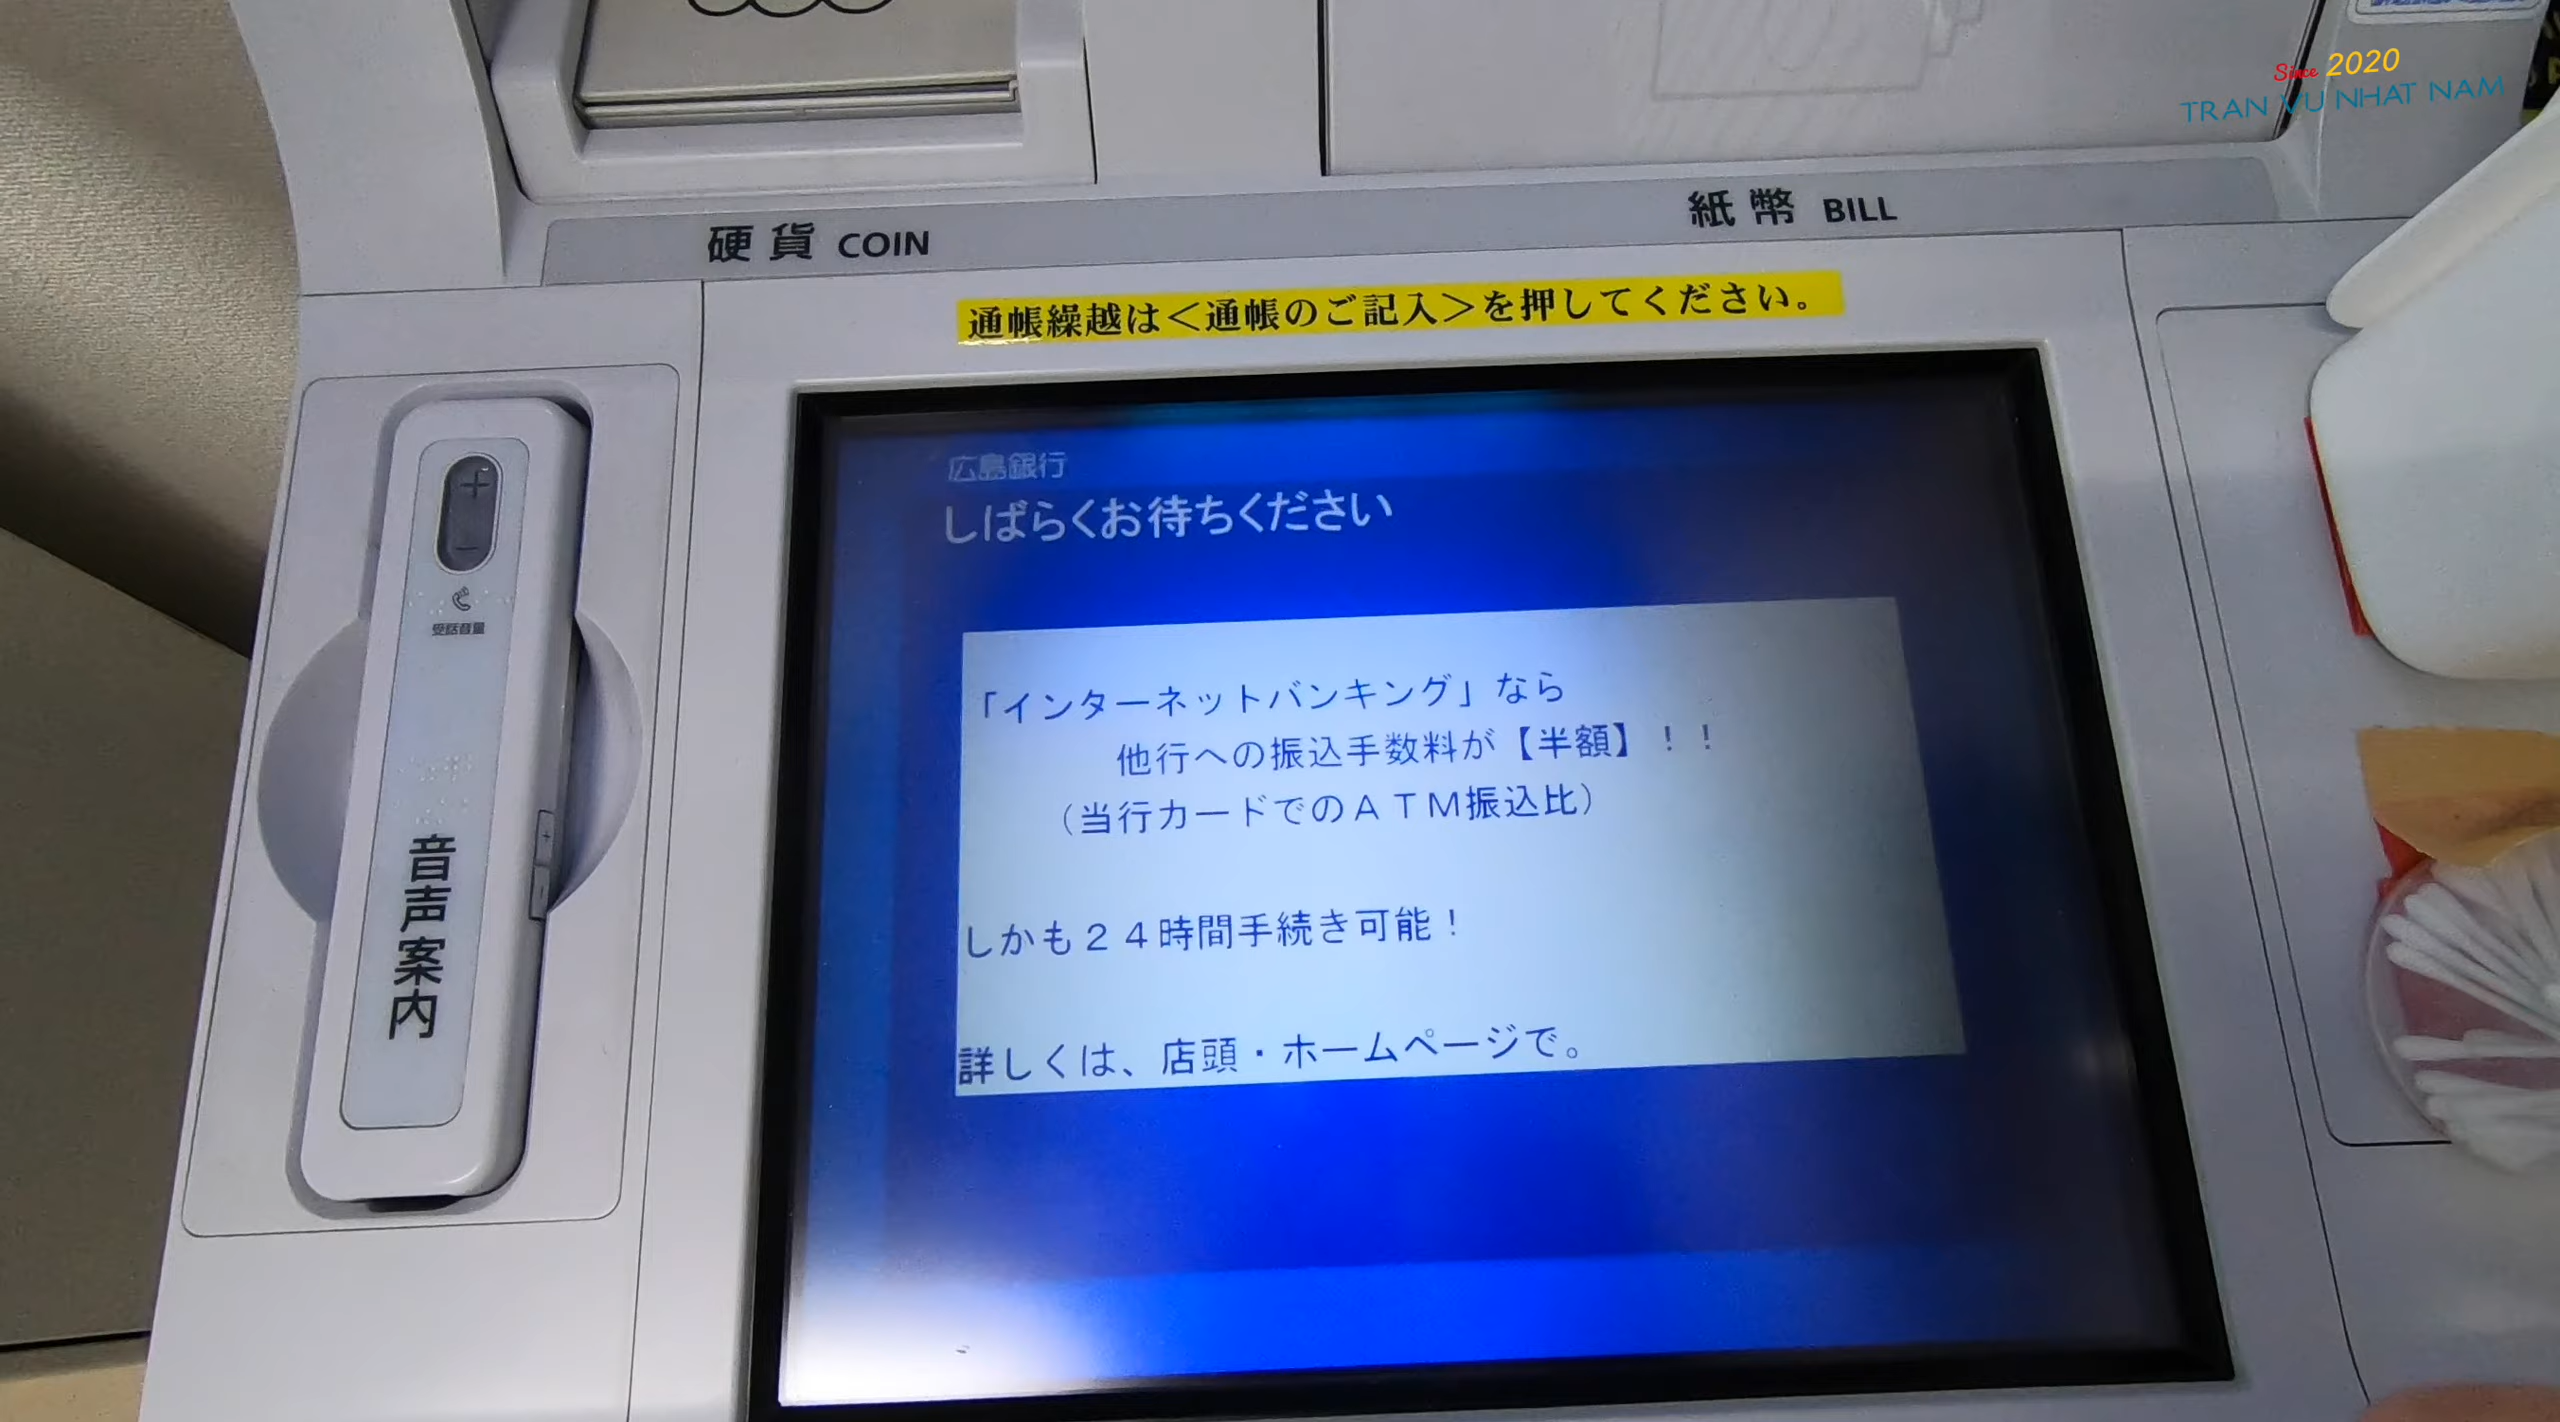 Since 2020
TRAN VU NHAT NAM
硬貨 COIN
紙幣 BILL
通帳繰越は＜通帳のご記入＞を押してください。
広島銀行
しばらくお待ちください
「インターネットバンキング」なら
他行への振込手数料が【半額】！！
（当行カードでのＡＴＭ振込比）
しかも２４時間手続き可能！
詳しくは、店頭・ホームページで。
受話音量
音声案内